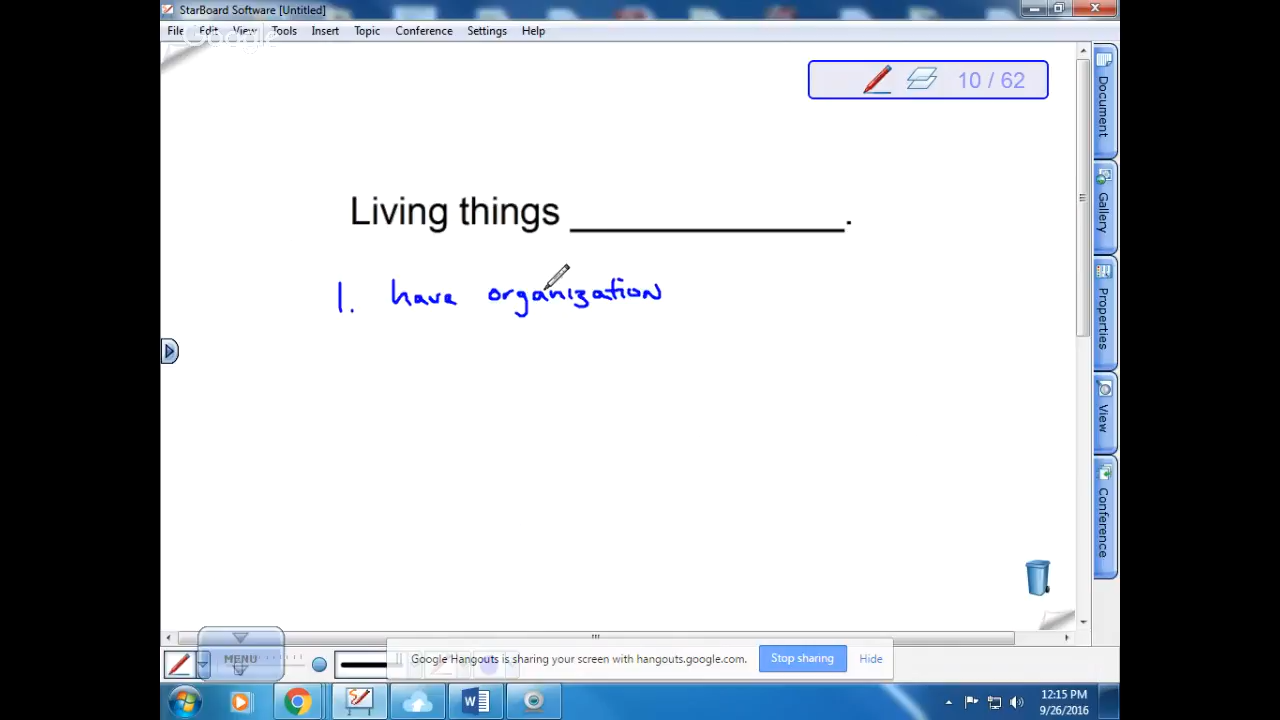 StarBoard Software [Untitled]
Google
File Edit View Tools Insert Topic Conference Settings Help
10 / 62
Document
Gallery
Properties
View
Conference
Living things _______________.
1. have organization
MENU
Google Hangouts is sharing your screen with hangouts.google.com.
Stop sharing
Hide
12:15 PM
9/26/2016